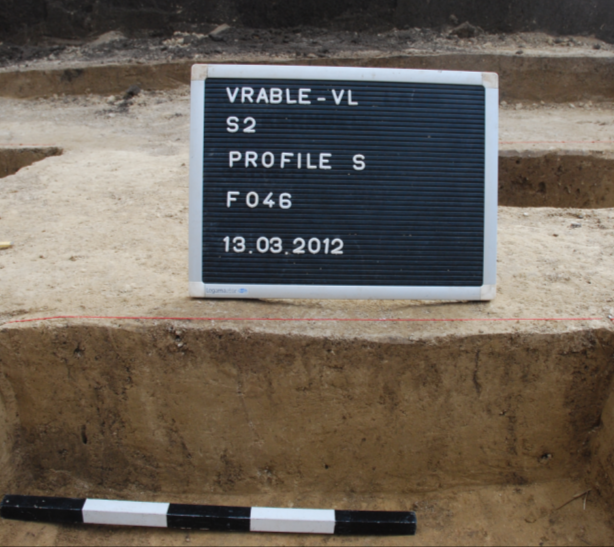 VRABLE-VL
S2
PROFILE S
F046
13.03.2012